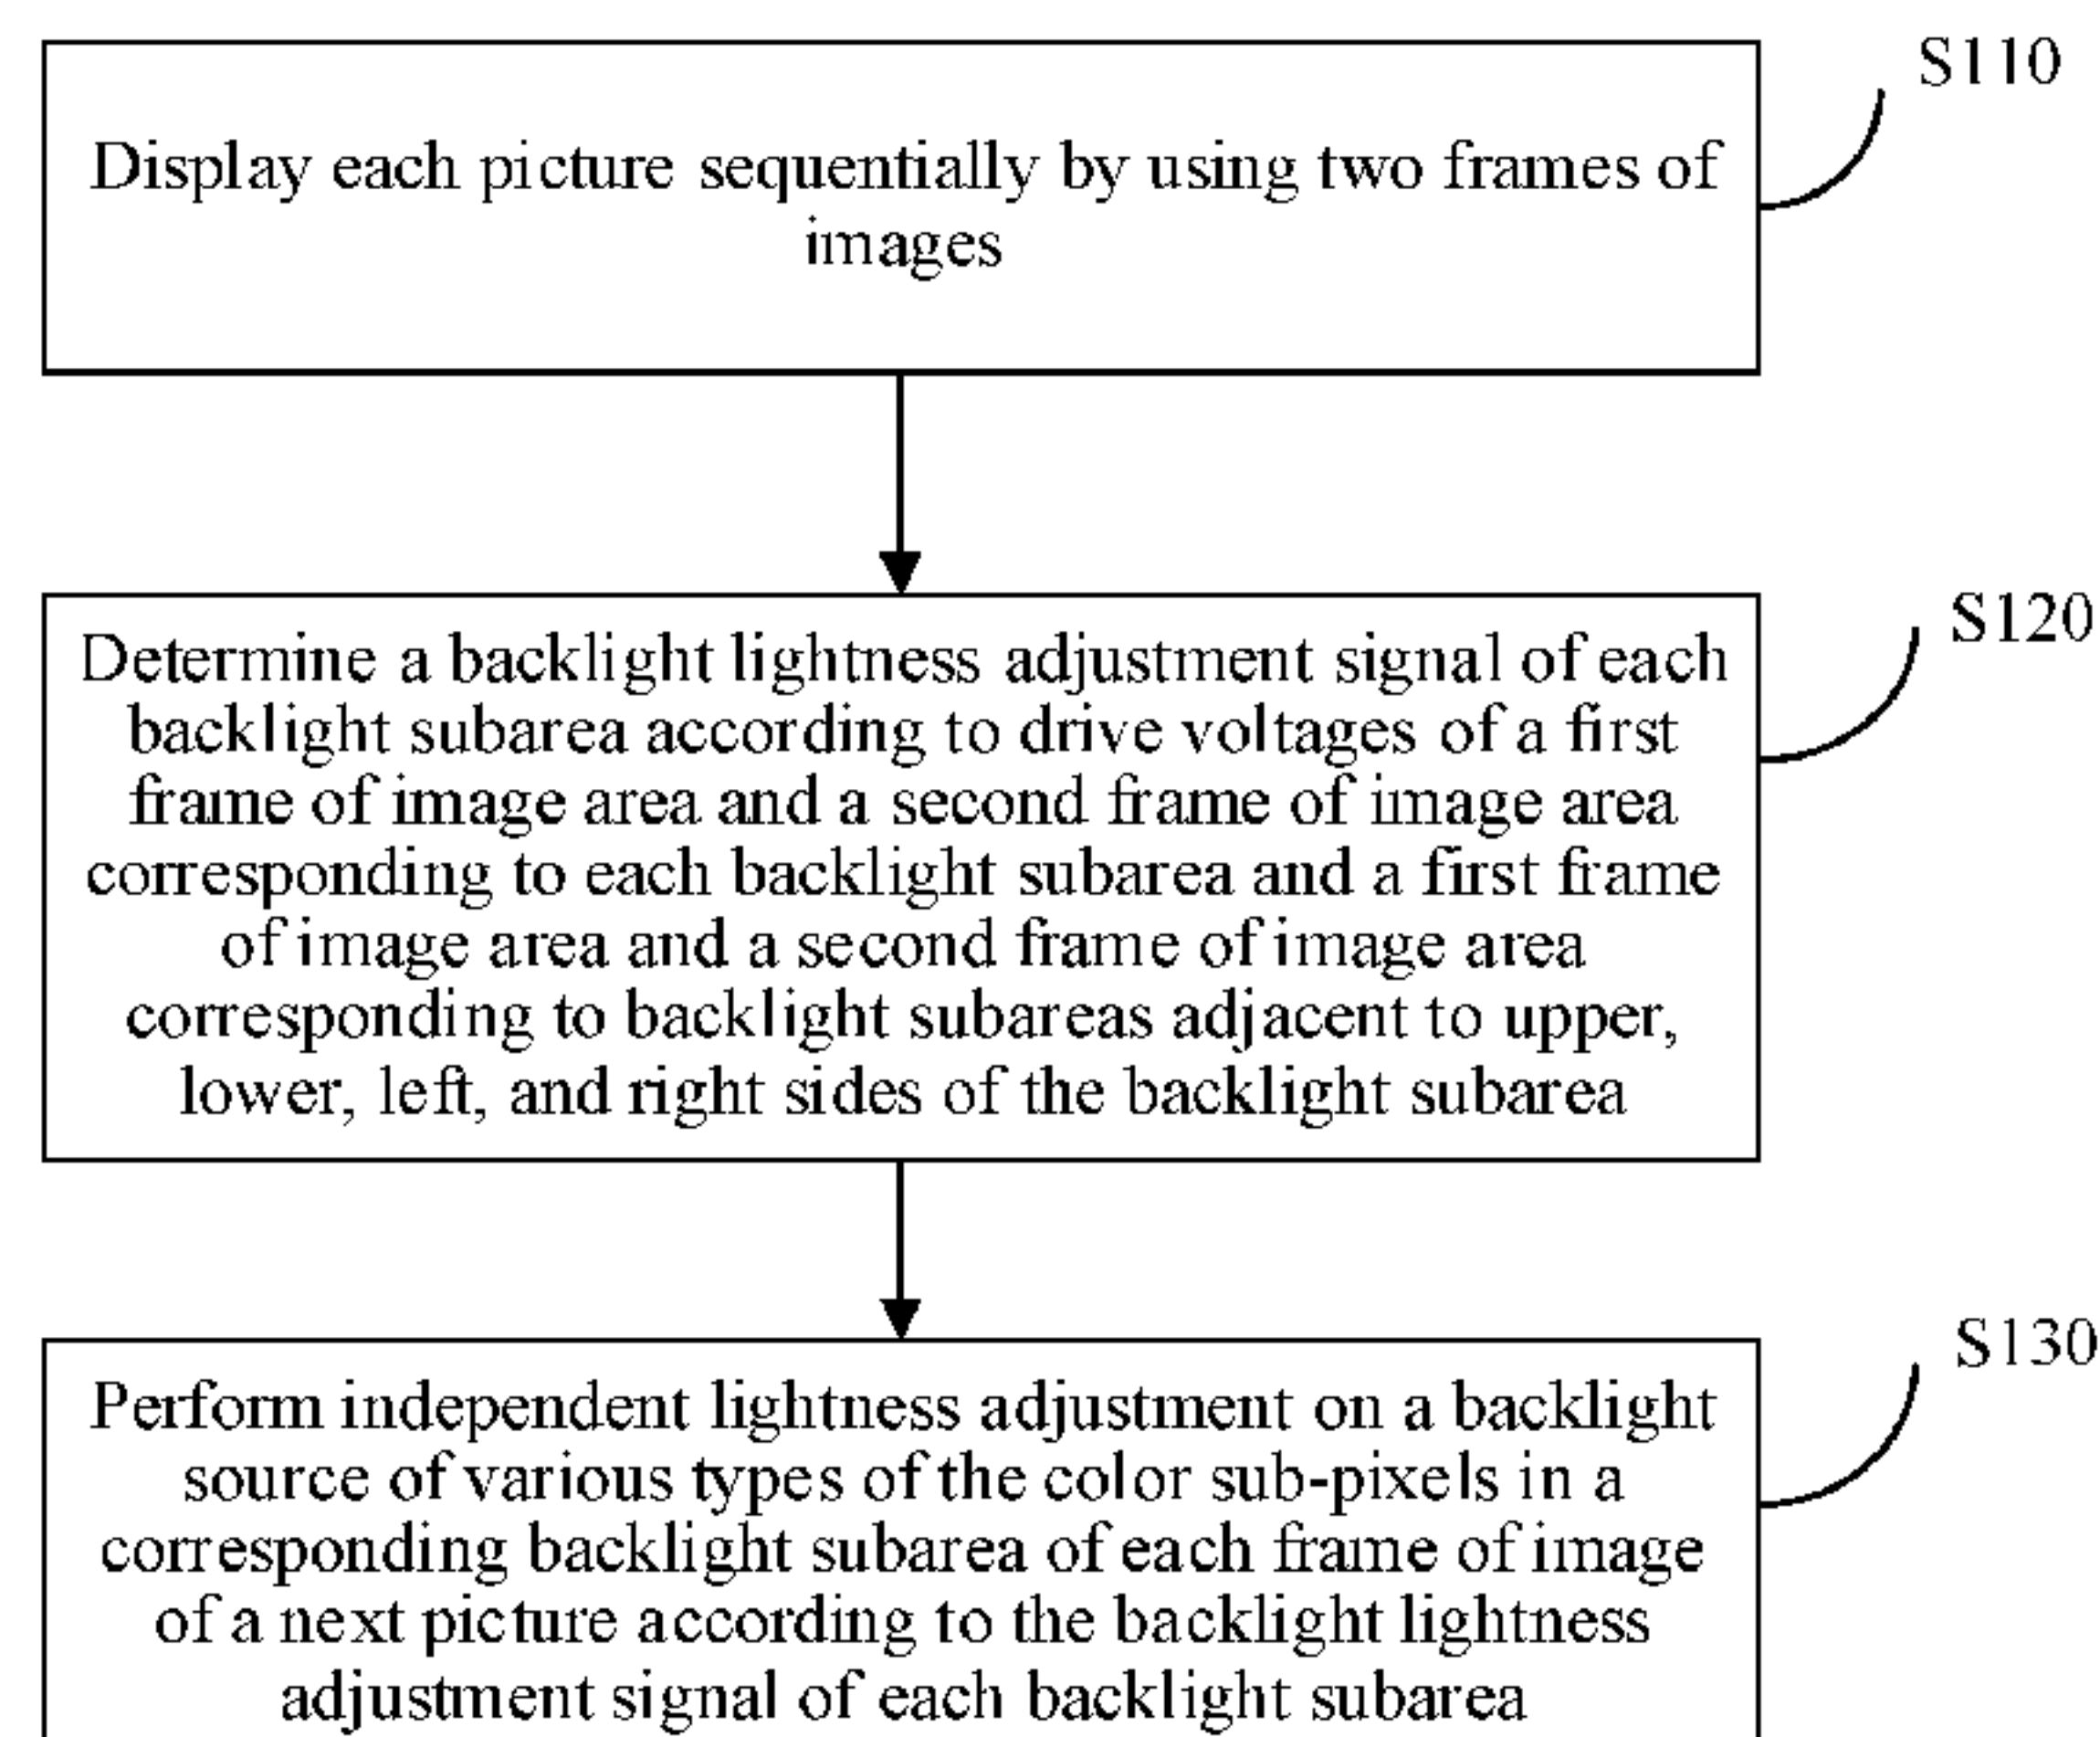 S110
Display each picture sequentially by using two frames of
images
S120
Determine a backlight lightness adjustment signal of each
backlight subarea according to drive voltages of a first
frame of image area and a second frame of image area
corresponding to each backlight subarea and a first frame
of image area and a second frame of image area
corresponding to backlight subareas adjacent to upper,
lower, left, and right sides of the backlight subarea
S130
Perform independent lightness adjustment on a backlight
source of various types of the color sub-pixels in a
corresponding backlight subarea of each frame of image
of a next picture according to the backlight lightness
adjustment signal of each backlight subarea